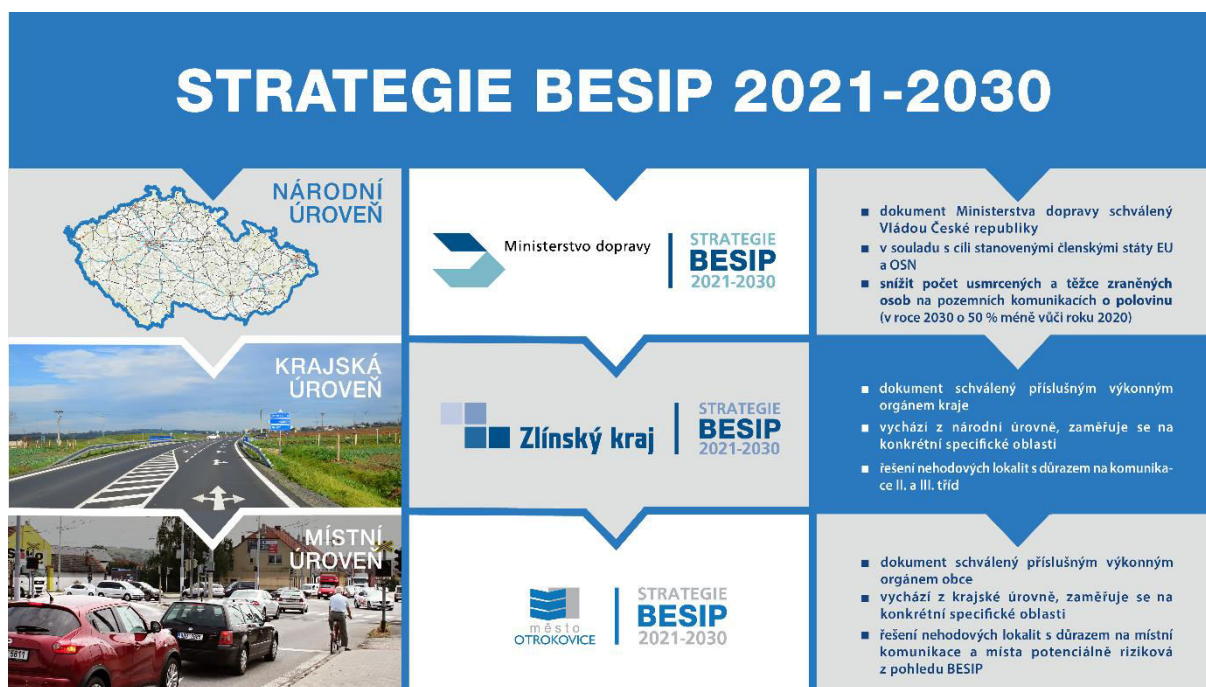 STRATEGIE BESIP 2021-2030
NÁRODNÍ
ÚROVEŇ
Ministerstvo dopravy
STRATEGIE
BESIP
2021-2030
dokument Ministerstva dopravy schválený
Vládou České republiky
v souladu s cíli stanovenými členskými státy EU
a OSN
snížit počet usmrcených a těžce zraněných
osob na pozemních komunikacích o polovinu
(v roce 2030 o 50 % méně vůči roku 2020)
KRAJSKÁ
ÚROVEŇ
Zlínský kraj
STRATEGIE
BESIP
2021-2030
dokument schválený příslušným výkonným
orgánem kraje
vychází z národní úrovně, zaměřuje se na
konkrétní specifické oblasti
řešení nehodových lokalit s důrazem na komunika-
ce II. a III. tříd
MÍSTNÍ
ÚROVEŇ
město
OTROKOVICE
STRATEGIE
BESIP
2021-2030
dokument schválený příslušným výkonným
orgánem obce
vychází z krajské úrovně, zaměřuje se na
konkrétní specifické oblasti
řešení nehodových lokalit s důrazem na místní
komunikace a místa potenciálně riziková
z pohledu BESIP